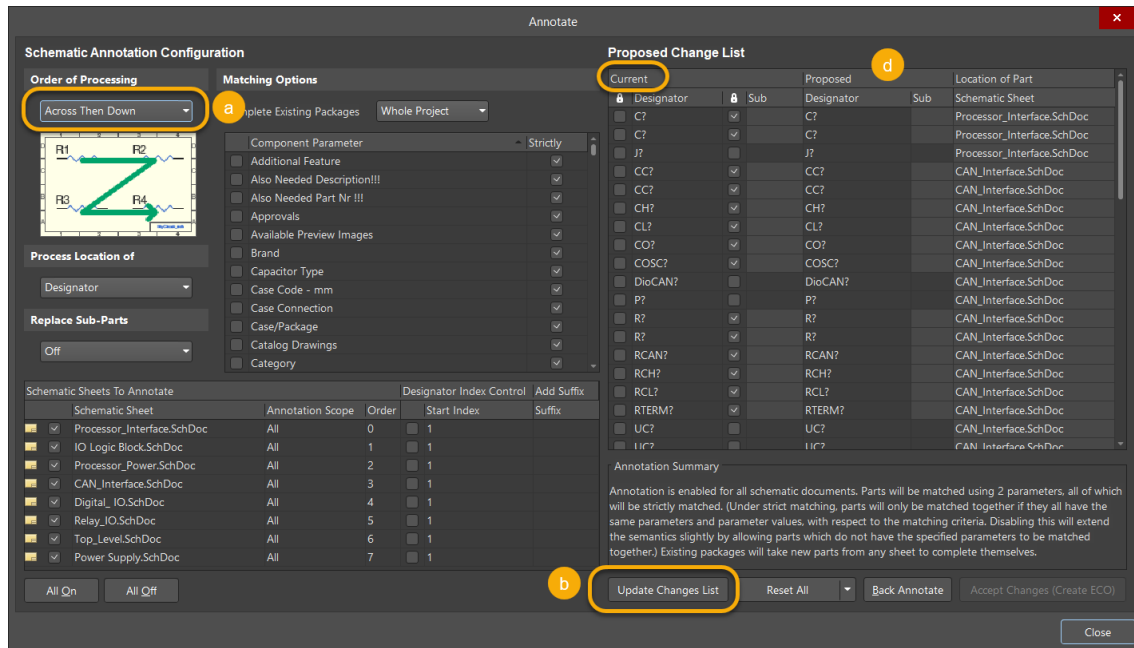 Annotate
Schematic Annotation Configuration
Order of Processing
Across Then Down
a
R1 R2
R3 R4
Process Location of
Designator
Replace Sub-Parts
Off
Matching Options
plete Existing Packages Whole Project
Component Parameter Strictly
Additional Feature
Also Needed Description!!!
Also Needed Part Nr !!!
Approvals
Available Preview Images
Brand
Capacitor Type
Case Code - mm
Case Connection
Case/Package
Catalog Drawings
Category
Schematic Sheets To Annotate Designator Index Control Add Suffix
Schematic Sheet Annotation Scope Order Start Index Suffix
Processor_Interface.SchDoc All 0 1
IO Logic Block.SchDoc All 1 1
Processor_Power.SchDoc All 2 1
CAN_Interface.SchDoc All 3 1
Digital_ IO.SchDoc All 4 1
Relay_IO.SchDoc All 5 1
Top_Level.SchDoc All 6 1
Power Supply.SchDoc All 7 1
All On All Off
Proposed Change List
d
Current Proposed Location of Part
Designator Sub Designator Sub Schematic Sheet
C? C? Processor_Interface.SchDoc
C? C? Processor_Interface.SchDoc
J? J? Processor_Interface.SchDoc
CC? CC? CAN_Interface.SchDoc
CC? CC? CAN_Interface.SchDoc
CH? CH? CAN_Interface.SchDoc
CL? CL? CAN_Interface.SchDoc
CO? CO? CAN_Interface.SchDoc
COSC? COSC? CAN_Interface.SchDoc
DioCAN? DioCAN? CAN_Interface.SchDoc
P? P? CAN_Interface.SchDoc
R? R? CAN_Interface.SchDoc
R? R? CAN_Interface.SchDoc
RCAN? RCAN? CAN_Interface.SchDoc
RCH? RCH? CAN_Interface.SchDoc
RCL? RCL? CAN_Interface.SchDoc
RTERM? RTERM? CAN_Interface.SchDoc
UC? UC? CAN_Interface.SchDoc
UC? UC? CAN_Interface.SchDoc
Annotation Summary
Annotation is enabled for all schematic documents. Parts will be matched using 2 parameters, all of which
will be strictly matched. (Under strict matching, parts will only be matched together if they all have the
same parameters and parameter values, with respect to the matching criteria. Disabling this will extend
the semantics slightly by allowing parts which do not have the specified parameters to be matched
together.) Existing packages will take new parts from any sheet to complete themselves.
b
Update Changes List Reset All Back Annotate Accept Changes (Create ECO)
Close